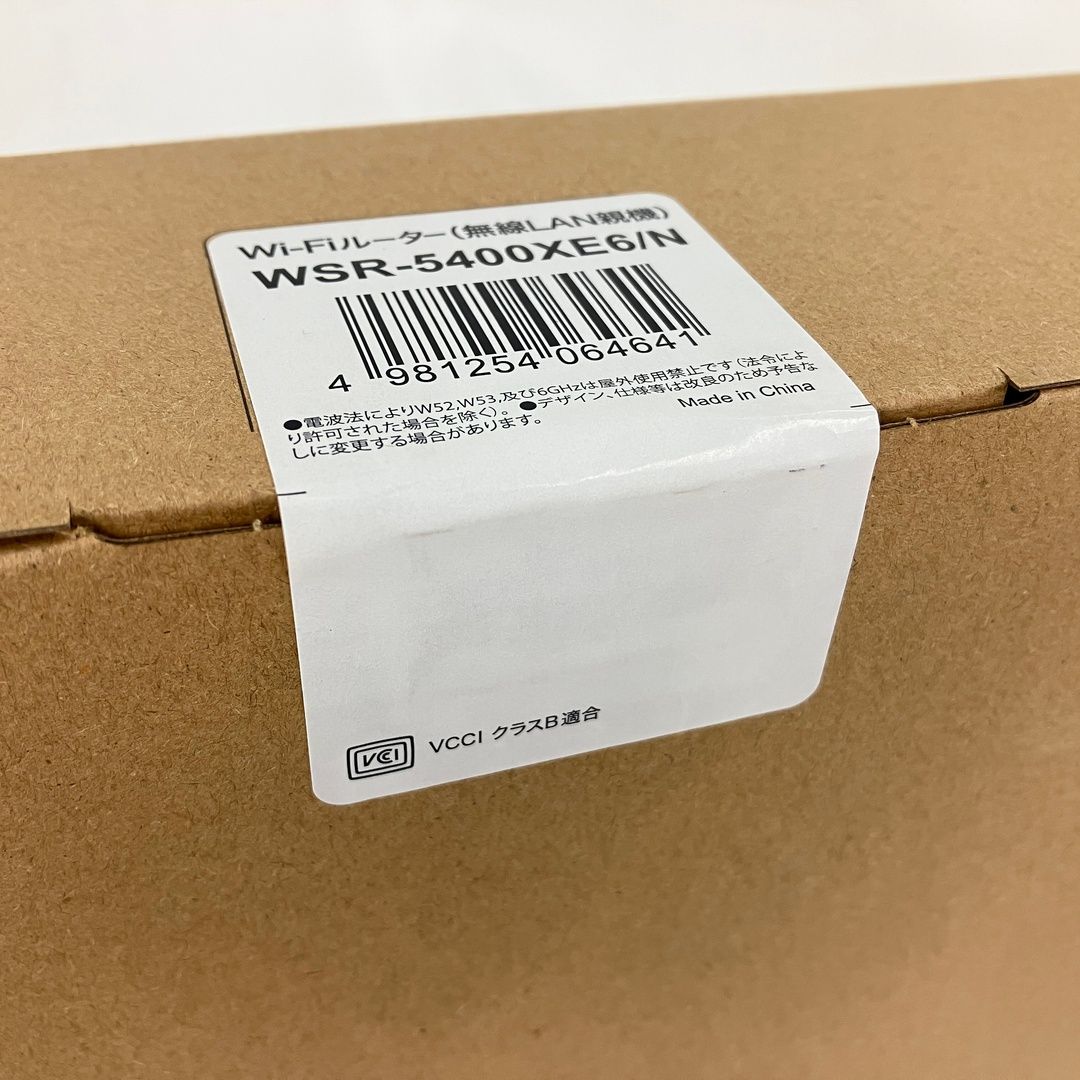 Wi-Fiルーター(無線LAN親機)
WSR-5400XE6/N
4 981254 064641
●電波法によりW52,W53,及び6GHzは屋外使用禁止です(法令によ
り許可された場合を除く)。 ●デザイン、仕様等は改良のため予告な
しに変更する場合があります。
Made in China
VCCI VCCI クラスB適合